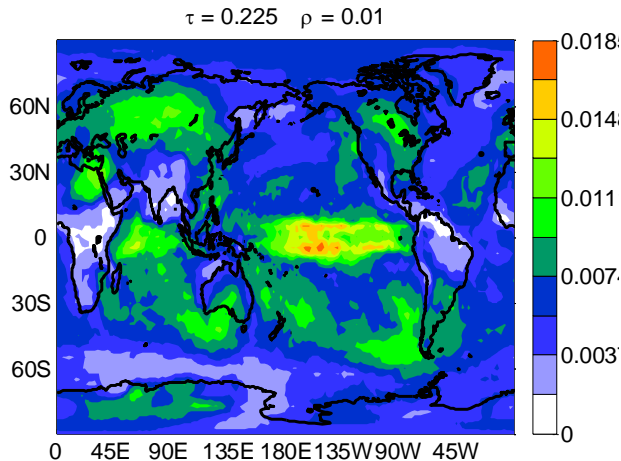 τ = 0.225 ρ = 0.01
60N
30N
0
30S
60S
0 45E 90E 135E 180E 135W 90W 45W
0.0185
0.0148
0.011
0.0074
0.0037
0